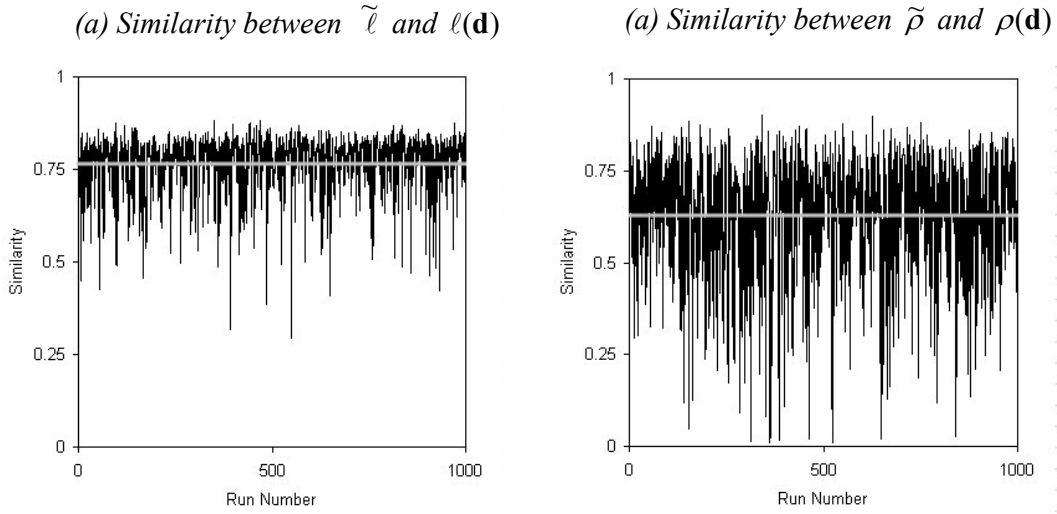 (a) Similarity between ℓ̃ and ℓ(d)
(a) Similarity between ρ̃ and ρ(d)
1
0.75
0.5
0.25
0
Similarity
0
500
1000
Run Number
1
0.75
0.5
0.25
0
Similarity
0
500
1000
Run Number